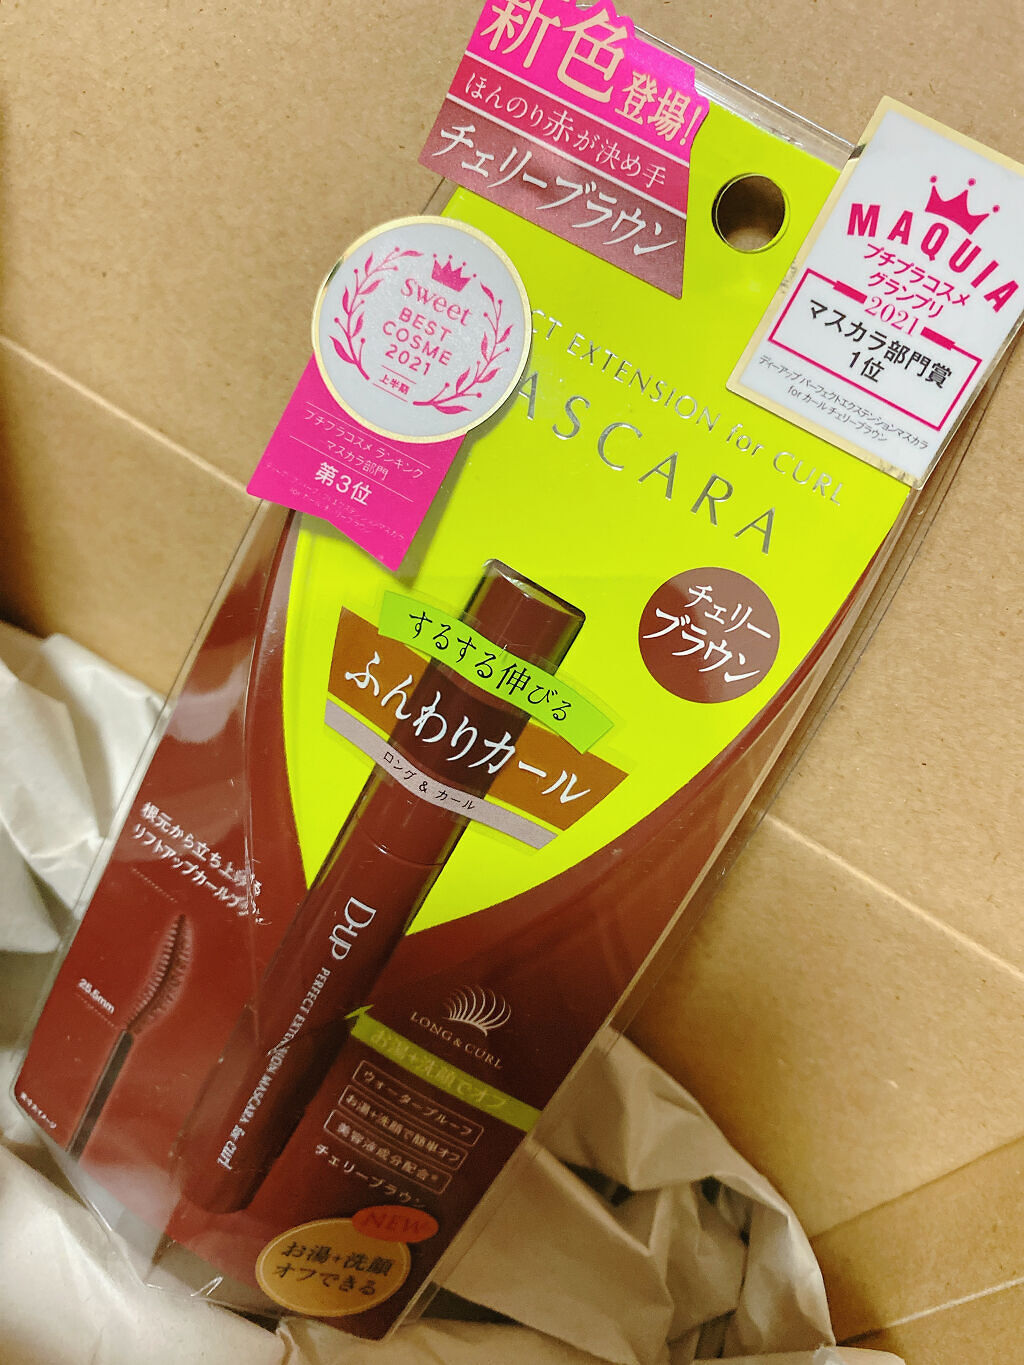 新色登場!
ほんのり赤が決め手
チェリーブラウン
MAQUIA
プチプラコスメ
グランプリ
2021
マスカラ部門賞
1位
ディーアップ パーフェクトエクステンションマスカラ
for カール チェリーブラウン
sweet
BEST
COSME
2021
上半期
プチプラコスメ ランキング
マスカラ部門
第3位
CT EXTENSION for CURL
ASCARA
チェリー
ブラウン
するする伸びる
ふんわりカール
ロング & カール
根元から立ち上
リフトアップカールブ
25.5mm
D-UP PERFECT EXTENSION MASCARA for curl
LONG & CURL
お湯+洗顔でオフ
ウォータープルーフ
お湯+洗顔で簡単オフ
美容液成分配合*
チェリーブラウン
NEW
お湯+洗顔
オフできる